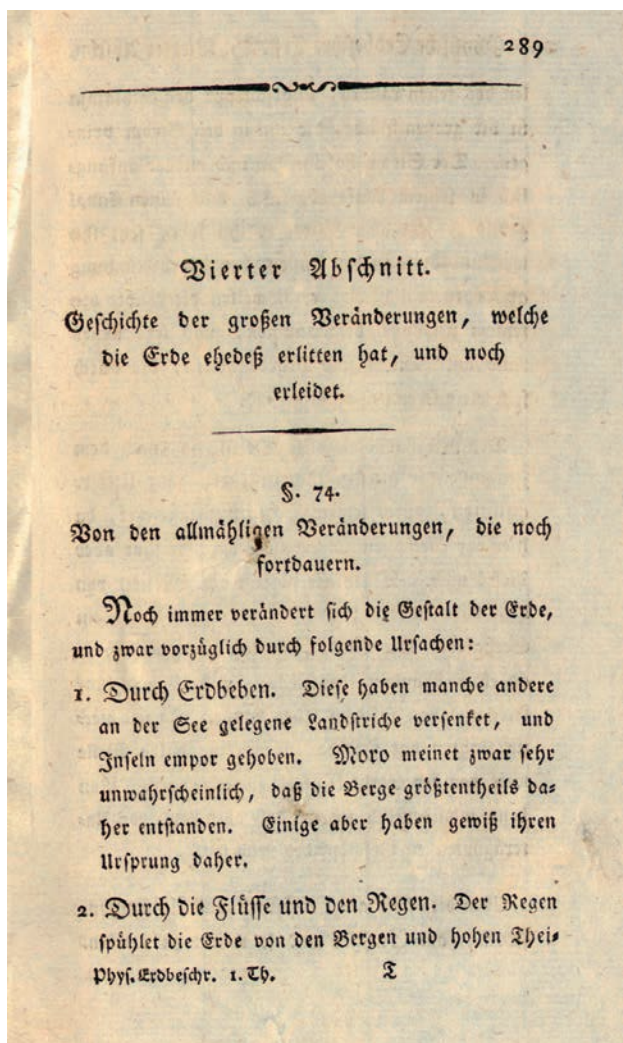 289
Vierter Abschnitt.
Geschichte der großen Veränderungen, welche
die Erde ehedeß erlitten hat, und noch
erleidet.
§. 74.
Von den allmähligen Veränderungen, die noch
fortdauern.
Noch immer verändert sich die Gestalt der Erde,
und zwar vorzüglich durch folgende Ursachen:
1. Durch Erdbeben. Diese haben manche andere
an der See gelegene Landstriche versenket, und
Inseln empor gehoben. Moro meinet zwar sehr
unwahrscheinlich, daß die Berge größtentheils da=
her entstanden. Einige aber haben gewiß ihren
Ursprung daher.
2. Durch die Flüsse und den Regen. Der Regen
spühlet die Erde von den Bergen und hohen Thei=
Phys. Erdbeschr. 1. Th. T